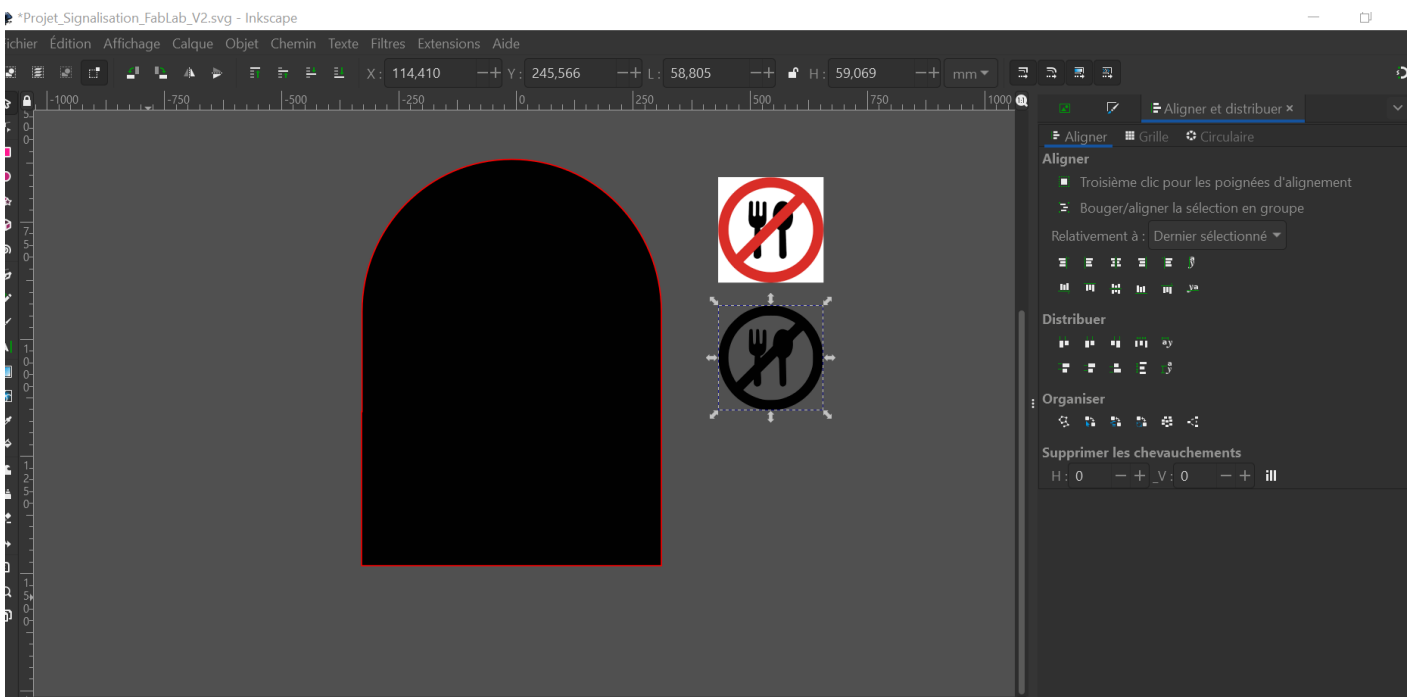 *Projet_Signalisation_FabLab_V2.svg - Inkscape
ichier Édition Affichage Calque Objet Chemin Texte Filtres Extensions Aide
X : 114,410 Y : 245,566 L : 58,805 H : 59,069 mm
-1000 -750 -500 -250 0 250 500 750 1000
Aligner et distribuer
Aligner Grille Circulaire
Aligner
Troisième clic pour les poignées d'alignement
Bouger/aligner la sélection en groupe
Relativement à : Dernier sélectionné
Distribuer
Organiser
Supprimer les chevauchements
H : 0 _V : 0